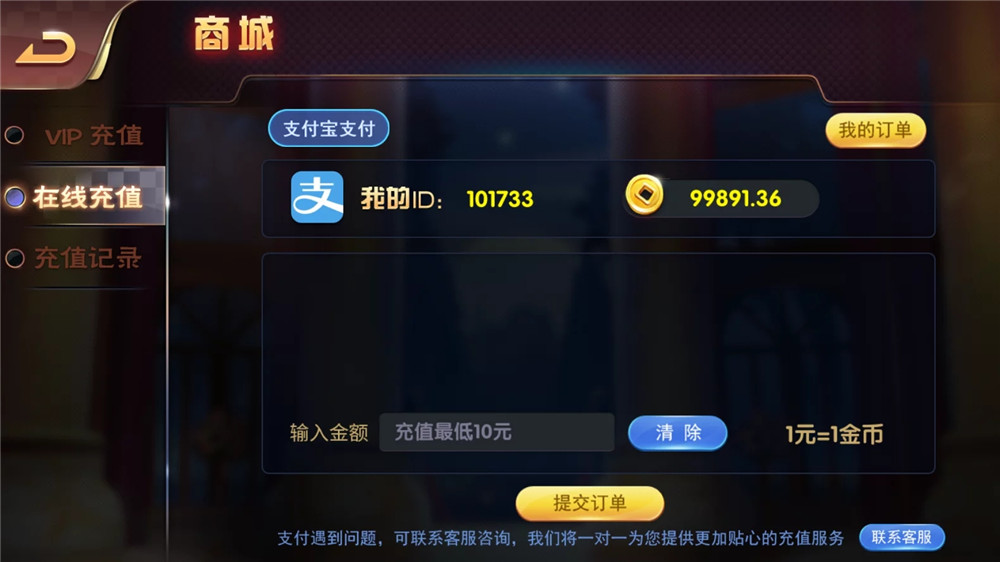 商城
VIP 充值
在线充值
充值记录
支付宝支付
我的订单
支 我的ID: 101733 99891.36
输入金额 充值最低10元 清 除 1元=1金币
提交订单
支付遇到问题，可联系客服咨询，我们将一对一为您提供更加贴心的充值服务 联系客服